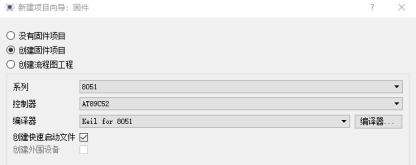 新建项目向导：固件
没有固件项目
创建固件项目
创建流程图工程
系列 8051
控制器 AT89C52
编译器 Keil for 8051 编译器...
创建快速启动文件
创建外围设备